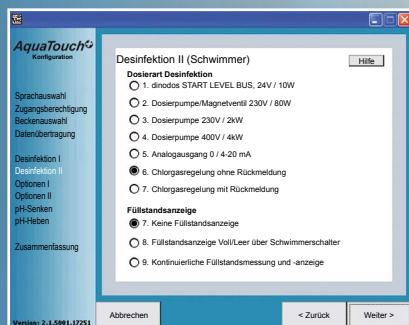 AquaTouch
Konfiguration
Sprachauswahl
Zugangsberechtigung
Beckenauswahl
Datenübertragung
Desinfektion I
Desinfektion II
Optionen I
Optionen II
pH-Senken
pH-Heben
Zusammenfassung
Version: 2.1.5001.17251
Desinfektion II (Schwimmer)
Hilfe
Dosierart Desinfektion
1. dinodos START LEVEL BUS, 24V / 10W
2. Dosierpumpe/Magnetventil 230V / 80W
3. Dosierpumpe 230V / 2kW
4. Dosierpumpe 400V / 4kW
5. Analogausgang 0 / 4-20 mA
6. Chlorgasregelung ohne Rückmeldung
7. Chlorgasregelung mit Rückmeldung
Füllstandsanzeige
7. Keine Füllstandsanzeige
8. Füllstandsanzeige Voll/Leer über Schwimmerschalter
9. Kontinuierliche Füllstandsmessung und -anzeige
Abbrechen
< Zurück
Weiter >